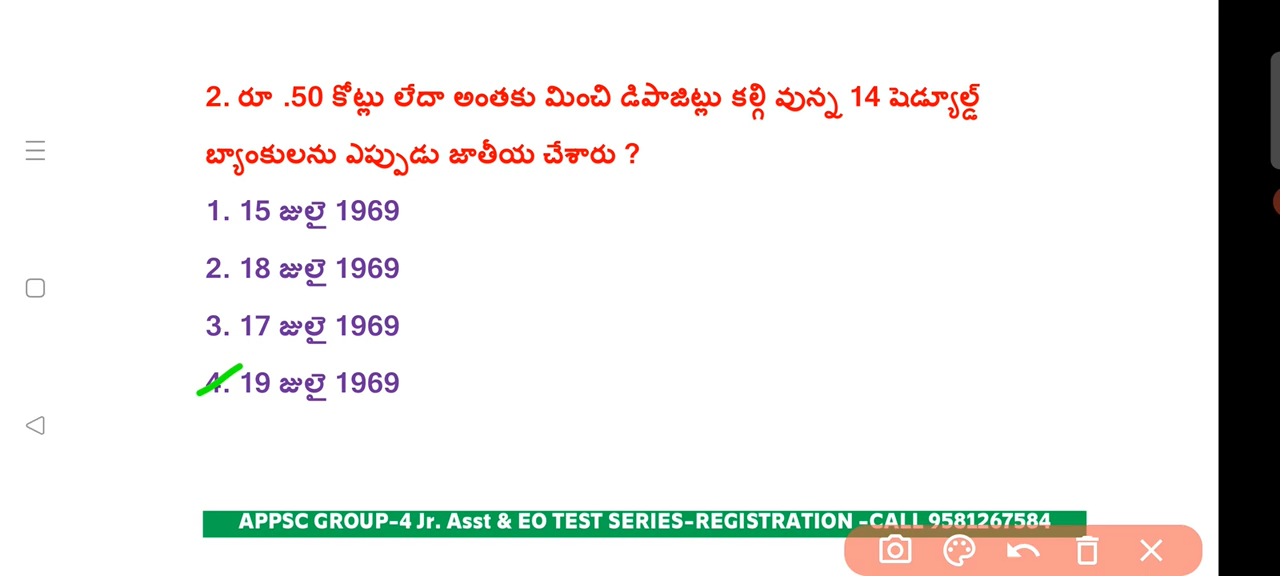 2. రూ .50 కోట్లు లేదా అంతకు మించి డిపాజిట్లు కల్గి వున్న 14 షెడ్యూల్డ్
బ్యాంకులను ఎప్పుడు జాతీయ చేశారు ?
1. 15 జులై 1969
2. 18 జులై 1969
3. 17 జులై 1969
4. 19 జులై 1969
APPSC GROUP-4 Jr. Asst & EO TEST SERIES-REGISTRATION -CALL 9581267584